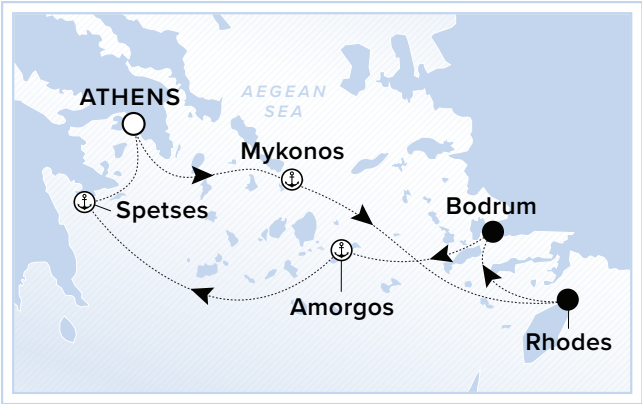 ATHENS
AEGEAN
SEA
Mykonos
Spetses
Bodrum
Amorgos
Rhodes